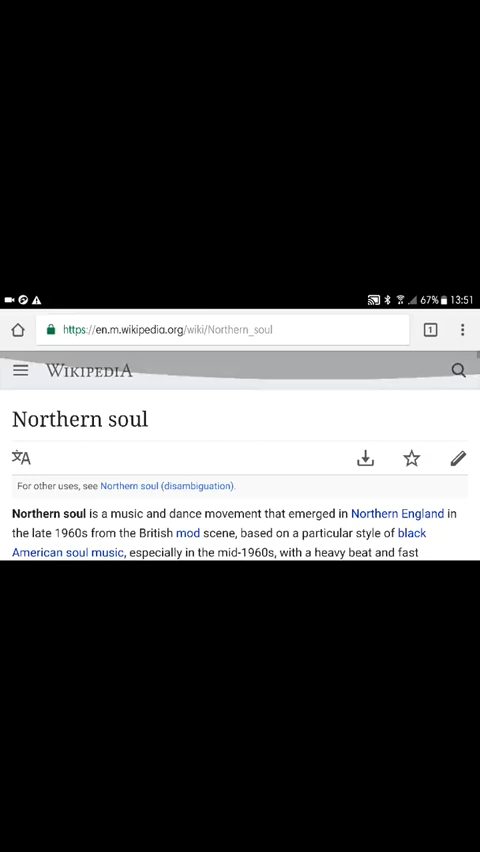 67% 13:51
https://en.m.wikipedia.org/wiki/Northern_soul
1
WIKIPEDIA
Northern soul
For other uses, see Northern soul (disambiguation).
Northern soul is a music and dance movement that emerged in Northern England in
the late 1960s from the British mod scene, based on a particular style of black
American soul music, especially in the mid-1960s, with a heavy beat and fast